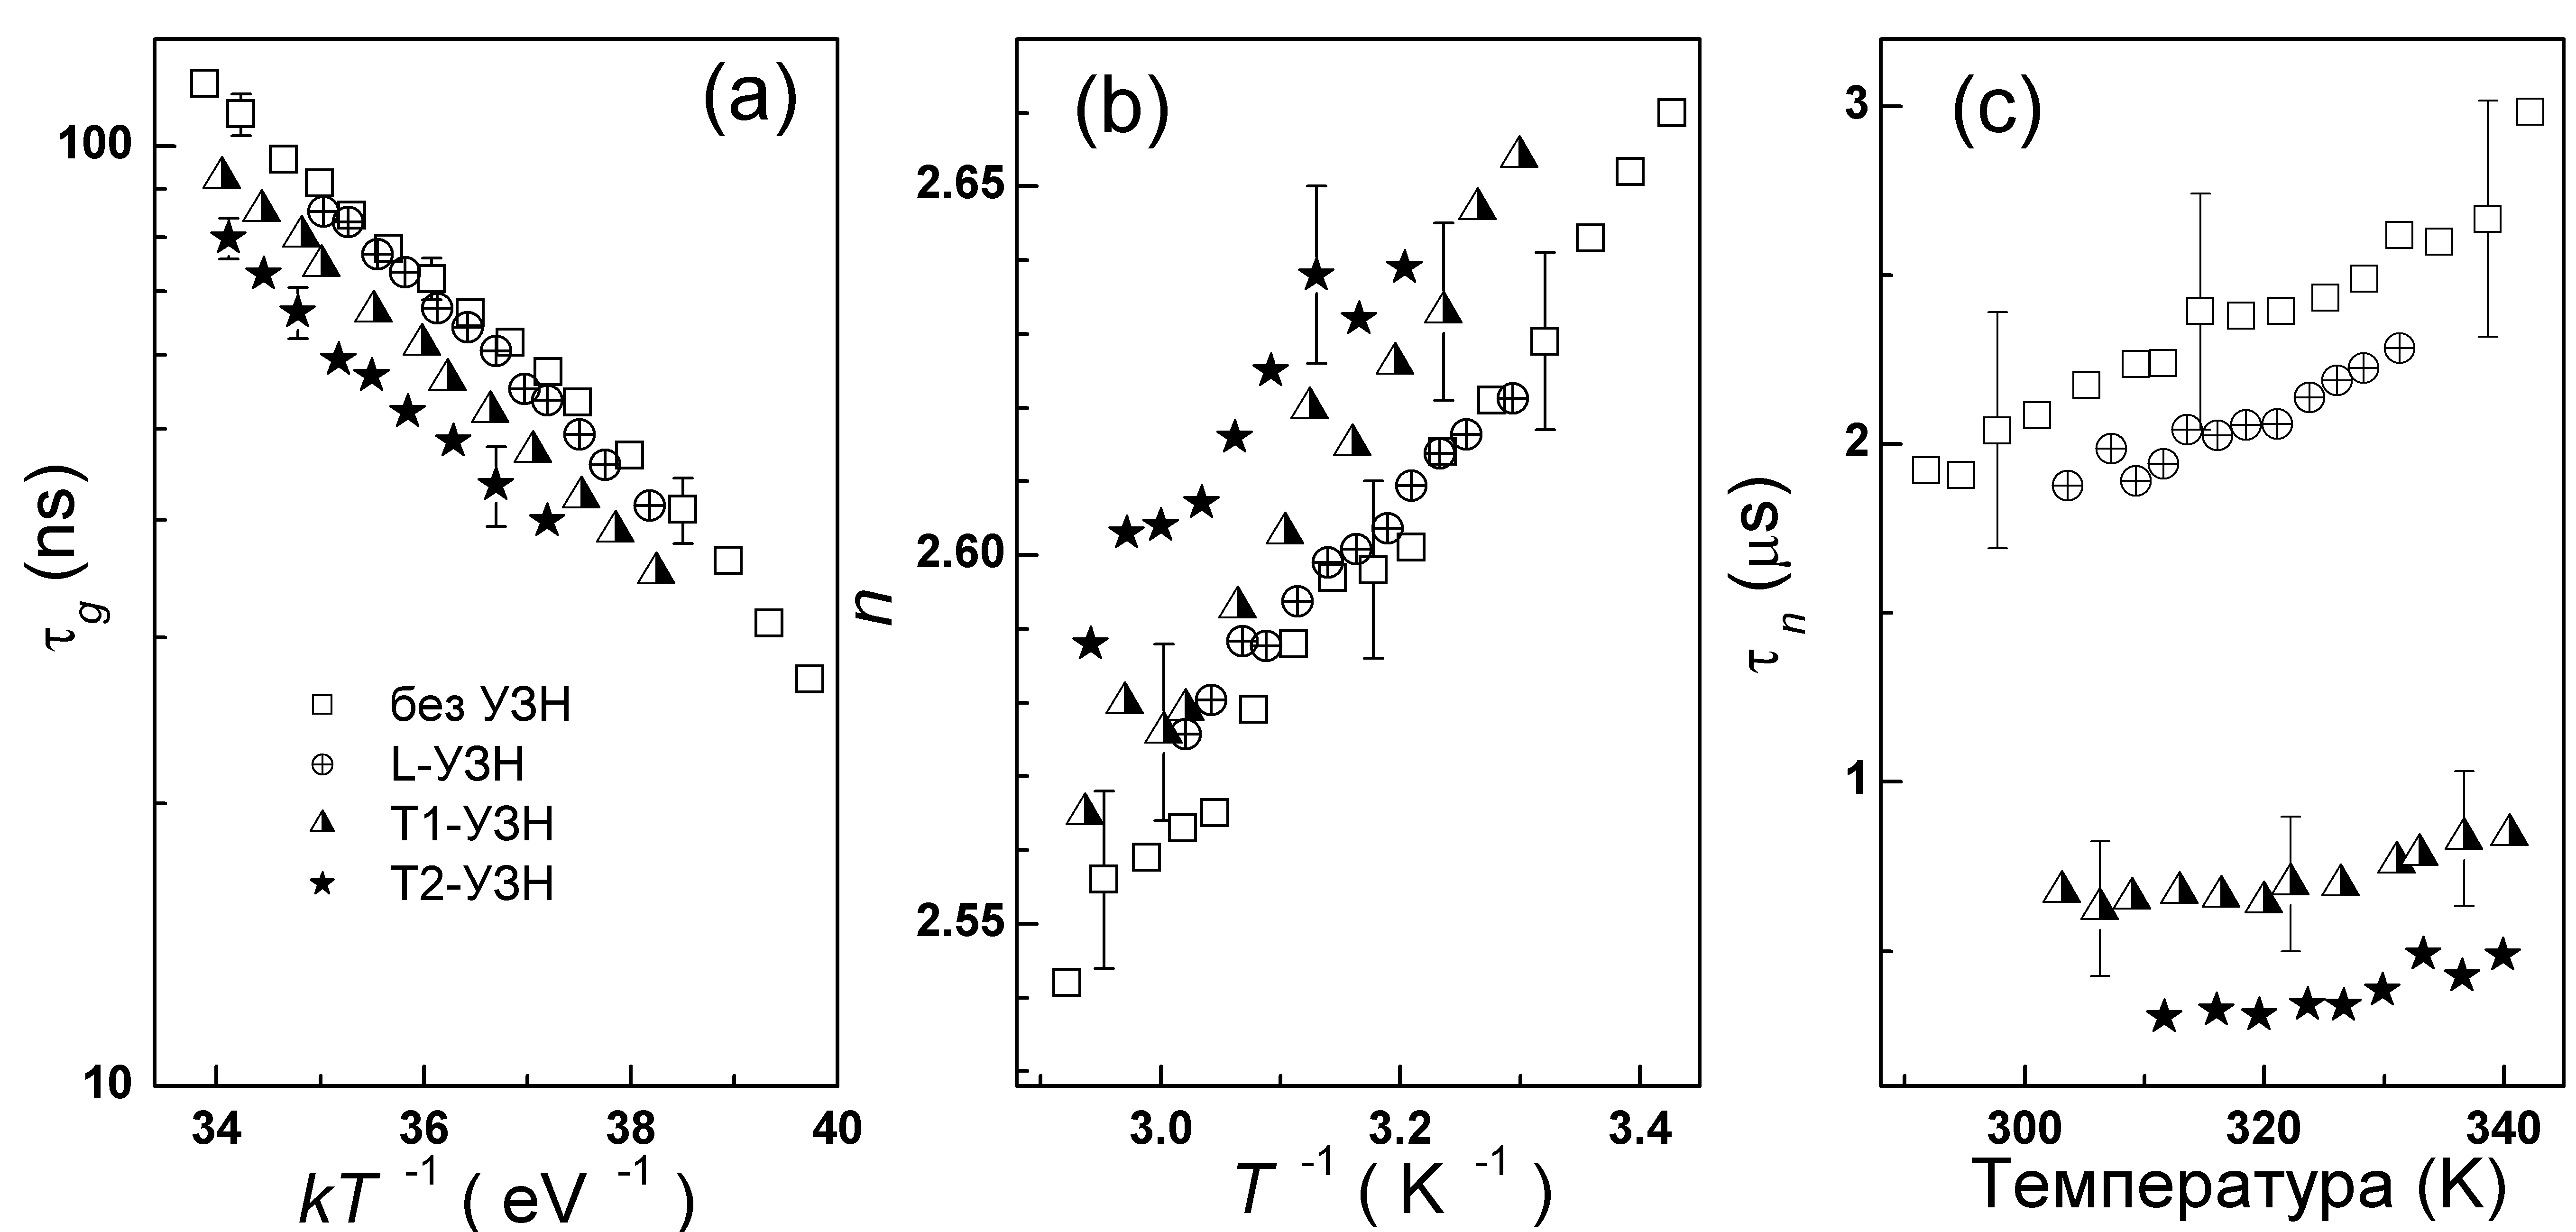 (a)
100
10
τ g (ns)
без УЗН
L-УЗН
T1-УЗН
T2-УЗН
34 36 38 40
kT -1 ( eV -1 )
(b)
2.65
2.60
2.55
n
3.0 3.2 3.4
T -1 ( K -1 )
(c)
3
2
1
τ n (μs)
300 320 340
Температура (K)